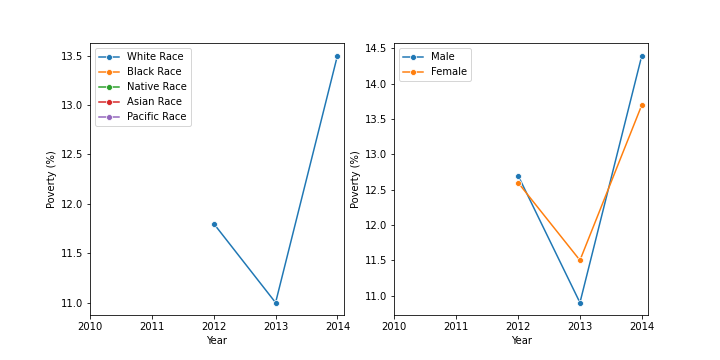 White Race
Black Race
Native Race
Asian Race
Pacific Race
13.5
13.0
12.5
12.0
11.5
11.0
Poverty (%)
2010 2011 2012 2013 2014
Year
Male
Female
14.5
14.0
13.5
13.0
12.5
12.0
11.5
11.0
Poverty (%)
2010 2011 2012 2013 2014
Year